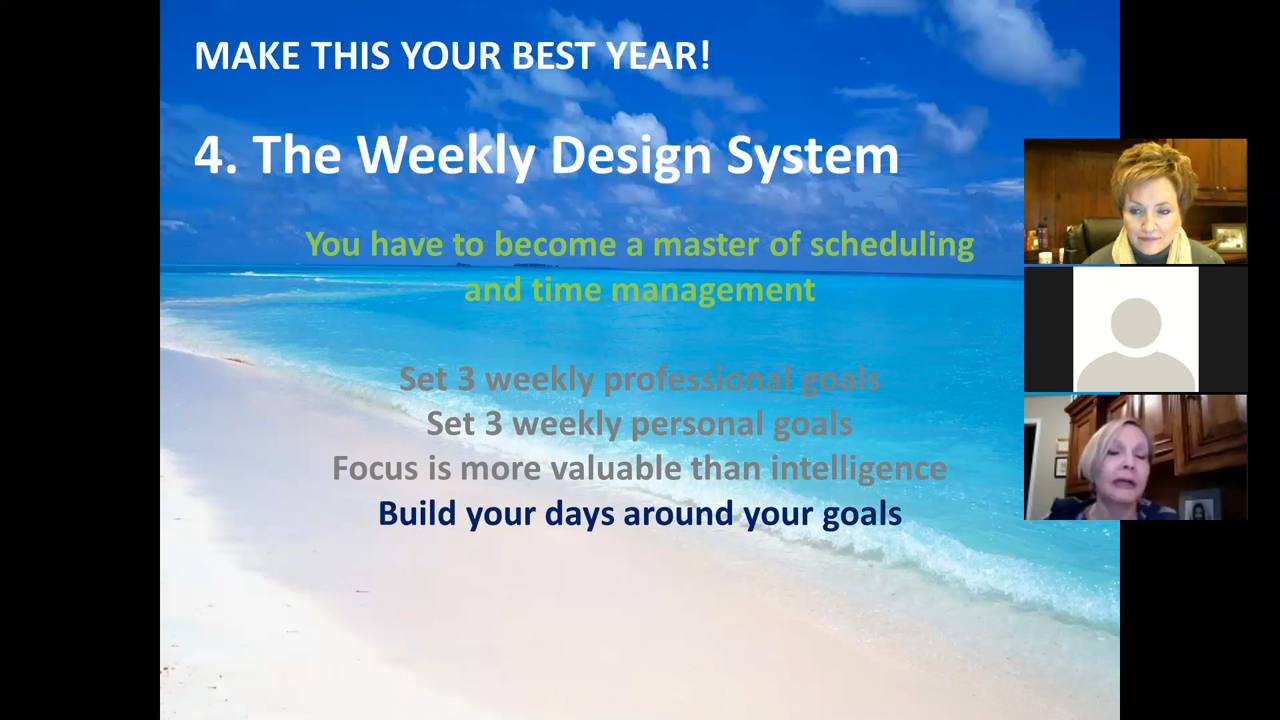 MAKE THIS YOUR BEST YEAR!
4. The Weekly Design System
You have to become a master of scheduling
and time management
Set 3 weekly professional goals
Set 3 weekly personal goals
Focus is more valuable than intelligence
Build your days around your goals